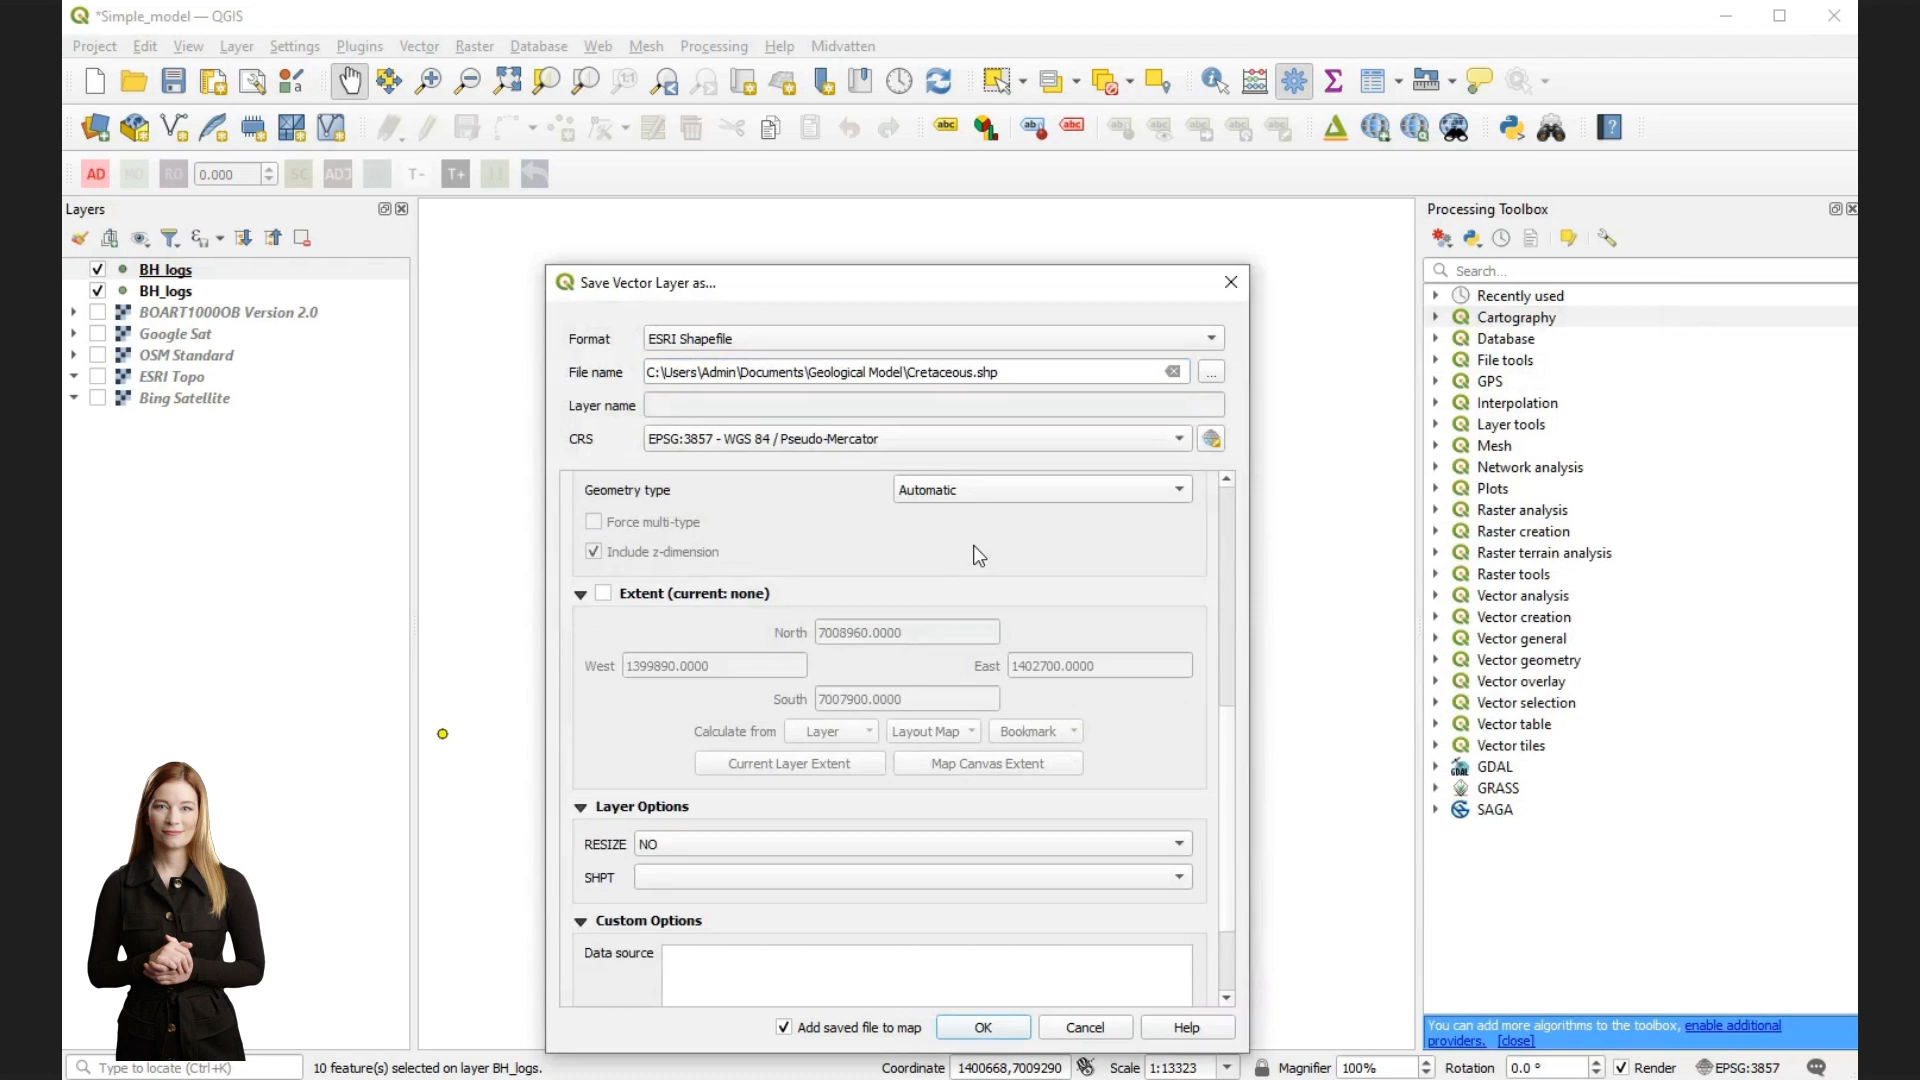 *Simple_model — QGIS
Project Edit View Layer Settings Plugins Vector Raster Database Web Mesh Processing Help Midvatten
abc ab abc
AD RO 0.000 SC ADJ T- T+
Layers
BH_logs
BH_logs
BOART1000OB Version 2.0
Google Sat
OSM Standard
ESRI Topo
Bing Satellite
Save Vector Layer as...
Format ESRI Shapefile
File name C:\Users\Admin\Documents\Geological Model\Cretaceous.shp ...
Layer name
CRS EPSG:3857 - WGS 84 / Pseudo-Mercator
Geometry type Automatic
Force multi-type
Include z-dimension
Extent (current: none)
North 7008960.0000
West 1399890.0000 East 1402700.0000
South 7007900.0000
Calculate from Layer Layout Map Bookmark
Current Layer Extent Map Canvas Extent
Layer Options
RESIZE NO
SHPT
Custom Options
Data source
Add saved file to map OK Cancel Help
Processing Toolbox
Search...
Recently used
Cartography
Database
File tools
GPS
Interpolation
Layer tools
Mesh
Network analysis
Plots
Raster analysis
Raster creation
Raster terrain analysis
Raster tools
Vector analysis
Vector creation
Vector general
Vector geometry
Vector overlay
Vector selection
Vector table
Vector tiles
GDAL
GRASS
SAGA
You can add more algorithms to the toolbox, enable additional
providers. [close]
Type to locate (Ctrl+K) 10 feature(s) selected on layer BH_logs. Coordinate 1400668,7009290 Scale 1:13323 Magnifier 100% Rotation 0.0 ° Render EPSG:3857